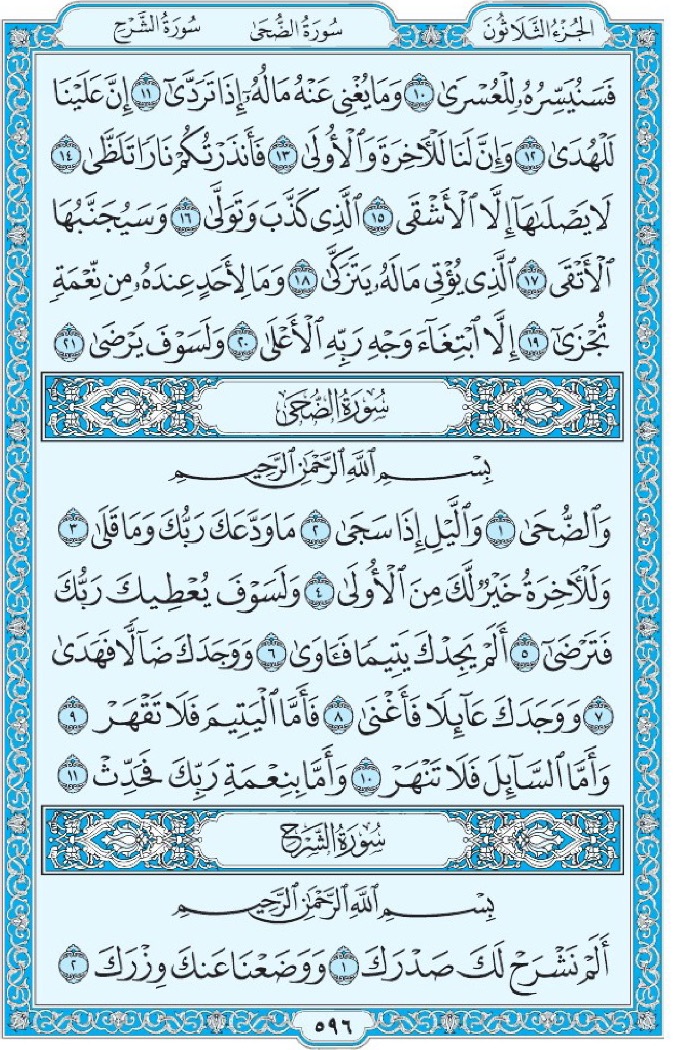 الجُزْءُ الثَّلَاثُونَ سُورَةُ الضُّحَى سُورَةُ الشَّرْحِ
فَسَنُيَسِّرُهُۥ لِلْعُسْرَىٰ ١٠ وَمَا يُغْنِي عَنْهُ مَالُهُۥٓ إِذَا تَرَدَّىٰٓ ١١ إِنَّ عَلَيْنَا
لَلْهُدَىٰ ١٢ وَإِنَّ لَنَا لَلْأٓخِرَةَ وَٱلْأُولَىٰ ١٣ فَأَنذَرْتُكُمْ نَارًا تَلَظَّىٰ ١٤
لَا يَصْلَىٰهَآ إِلَّا ٱلْأَشْقَى ١٥ ٱلَّذِي كَذَّبَ وَتَوَلَّىٰ ١٦ وَسَيُجَنَّبُهَا
ٱلْأَتْقَى ١٧ ٱلَّذِي يُؤْتِي مَالَهُۥ يَتَزَكَّىٰ ١٨ وَمَا لِأَحَدٍ عِندَهُۥ مِن نِّعْمَةٍ
تُجْزَىٰٓ ١٩ إِلَّا ٱبْتِغَآءَ وَجْهِ رَبِّهِ ٱلْأَعْلَىٰ ٢٠ وَلَسَوْفَ يَرْضَىٰ ٢١
سُورَةُ الضُّحَى
بِسْمِ ٱللَّهِ ٱلرَّحْمَٰنِ ٱلرَّحِيمِ
وَٱلضُّحَىٰ ١ وَٱلَّيْلِ إِذَا سَجَىٰ ٢ مَا وَدَّعَكَ رَبُّكَ وَمَا قَلَىٰ ٣
وَلَلْأٓخِرَةُ خَيْرٌ لَّكَ مِنَ ٱلْأُولَىٰ ٤ وَلَسَوْفَ يُعْطِيكَ رَبُّكَ
فَتَرْضَىٰٓ ٥ أَلَمْ يَجِدْكَ يَتِيمًا فَـَٔاوَىٰ ٦ وَوَجَدَكَ ضَآلًّا فَهَدَىٰ
٧ وَوَجَدَكَ عَآئِلًا فَأَغْنَىٰ ٨ فَأَمَّا ٱلْيَتِيمَ فَلَا تَقْهَرْ ٩
وَأَمَّا ٱلسَّآئِلَ فَلَا تَنْهَرْ ١٠ وَأَمَّا بِنِعْمَةِ رَبِّكَ فَحَدِّثْ ١١
سُورَةُ الشَّرْحِ
بِسْمِ ٱللَّهِ ٱلرَّحْمَٰنِ ٱلرَّحِيمِ
أَلَمْ نَشْرَحْ لَكَ صَدْرَكَ ١ وَوَضَعْنَا عَنكَ وِزْرَكَ ٢
٥٩٦